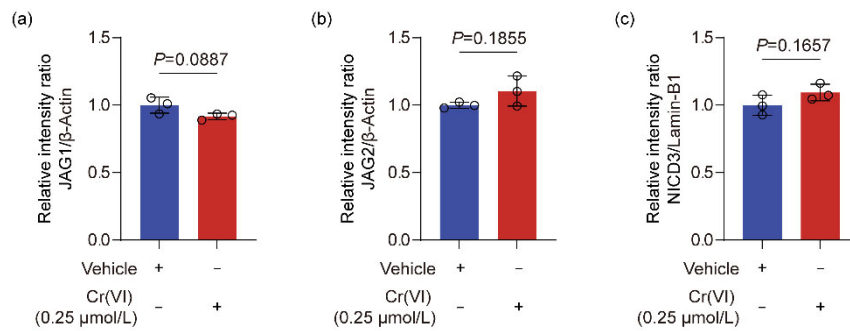 (a)
Relative intensity ratio
JAG1/β-Actin
1.5
1.0
0.5
0.0
P=0.0887
Vehicle + –
Cr(VI)
(0.25 μmol/L) – +
(b)
Relative intensity ratio
JAG2/β-Actin
1.5
1.0
0.5
0.0
P=0.1855
Vehicle + –
Cr(VI)
(0.25 μmol/L) – +
(c)
Relative intensity ratio
NICD3/Lamin-B1
1.5
1.0
0.5
0.0
P=0.1657
Vehicle + –
Cr(VI)
(0.25 μmol/L) – +